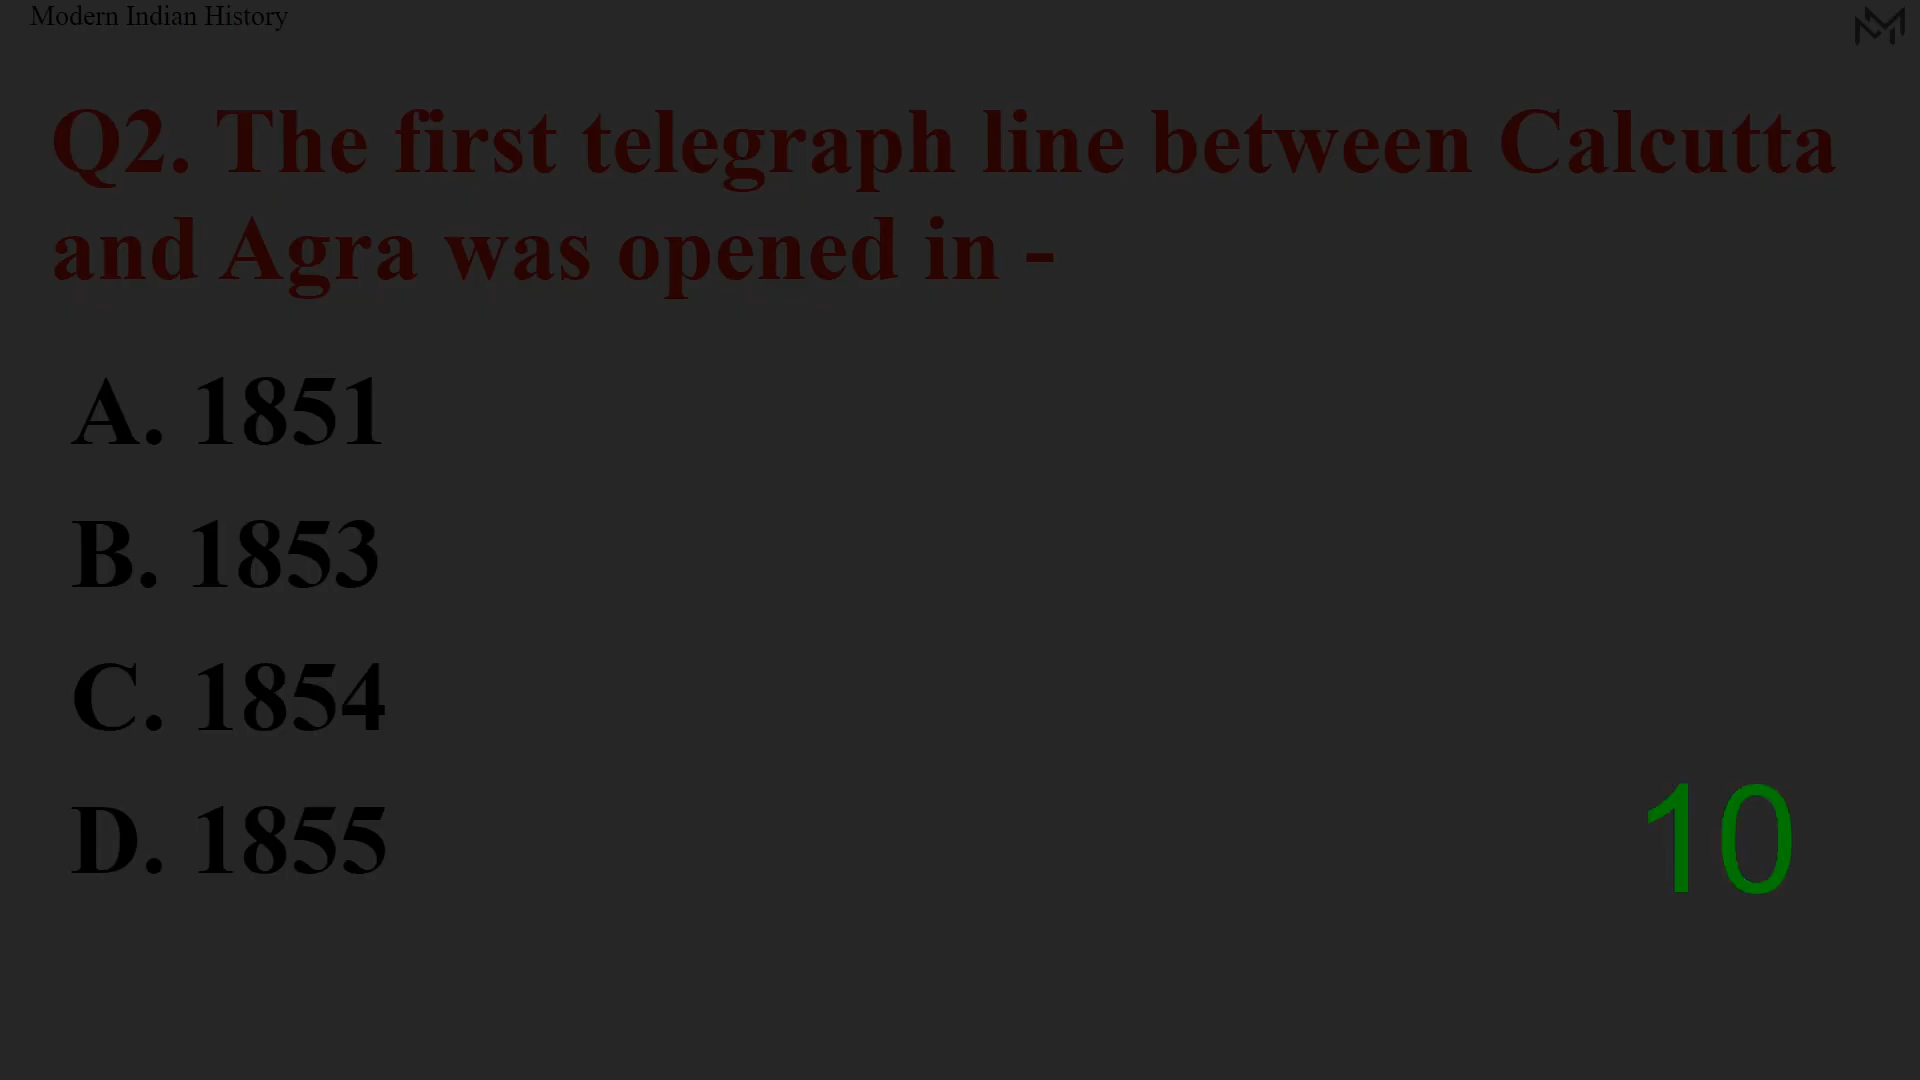 Modern Indian History
Q2. The first telegraph line between Calcutta
and Agra was opened in -
A. 1851
B. 1853
C. 1854
D. 1855
10